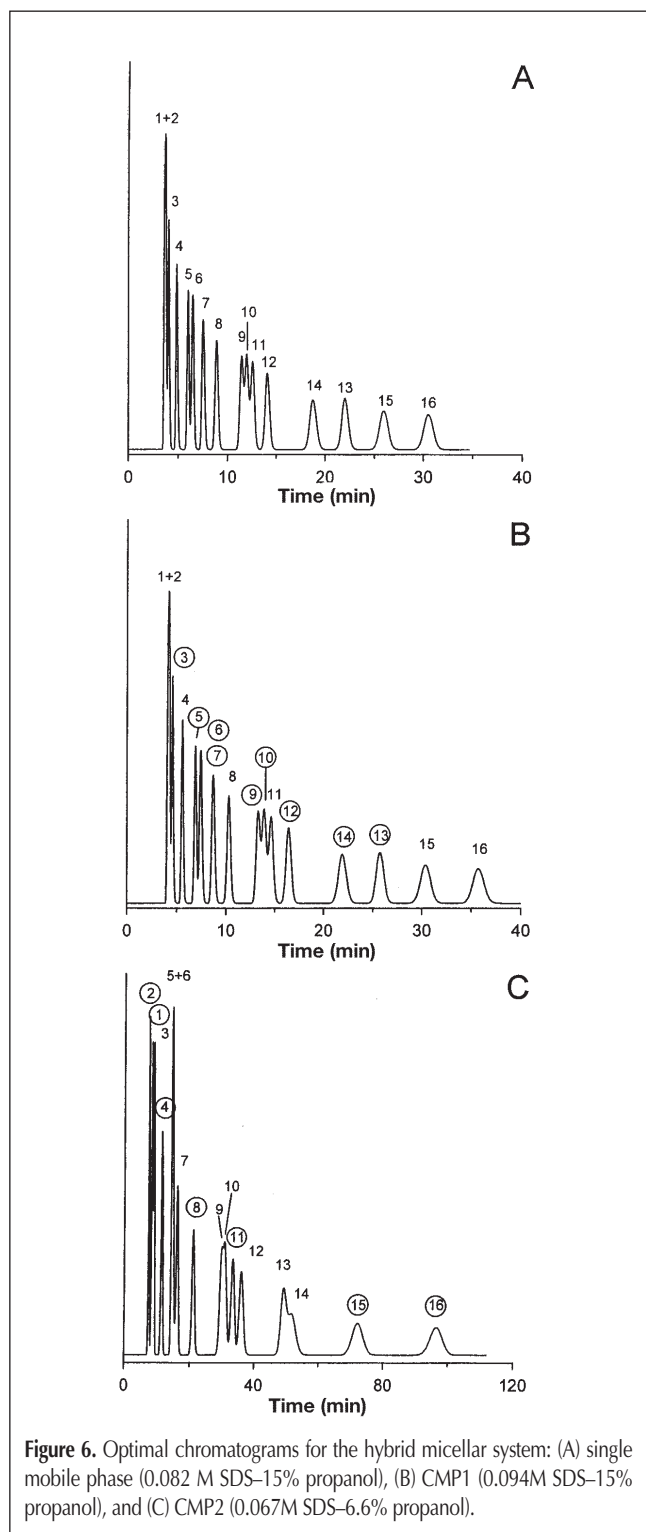 A
1+2
3
4
5 6
7
8
9 10 11
12
14 13 15 16
0 10 20 30 40
Time (min)
B
1+2
3
4
5 6
7
8
9 10 11
12
14 13 15 16
0 10 20 30 40
Time (min)
C
5+6
2
1
3
4
7
8
9 10
11
12
13
14
15 16
0 40 80 120
Time (min)
Figure 6. Optimal chromatograms for the hybrid micellar system: (A) single
mobile phase (0.082 M SDS–15% propanol), (B) CMP1 (0.094M SDS–15%
propanol), and (C) CMP2 (0.067M SDS–6.6% propanol).